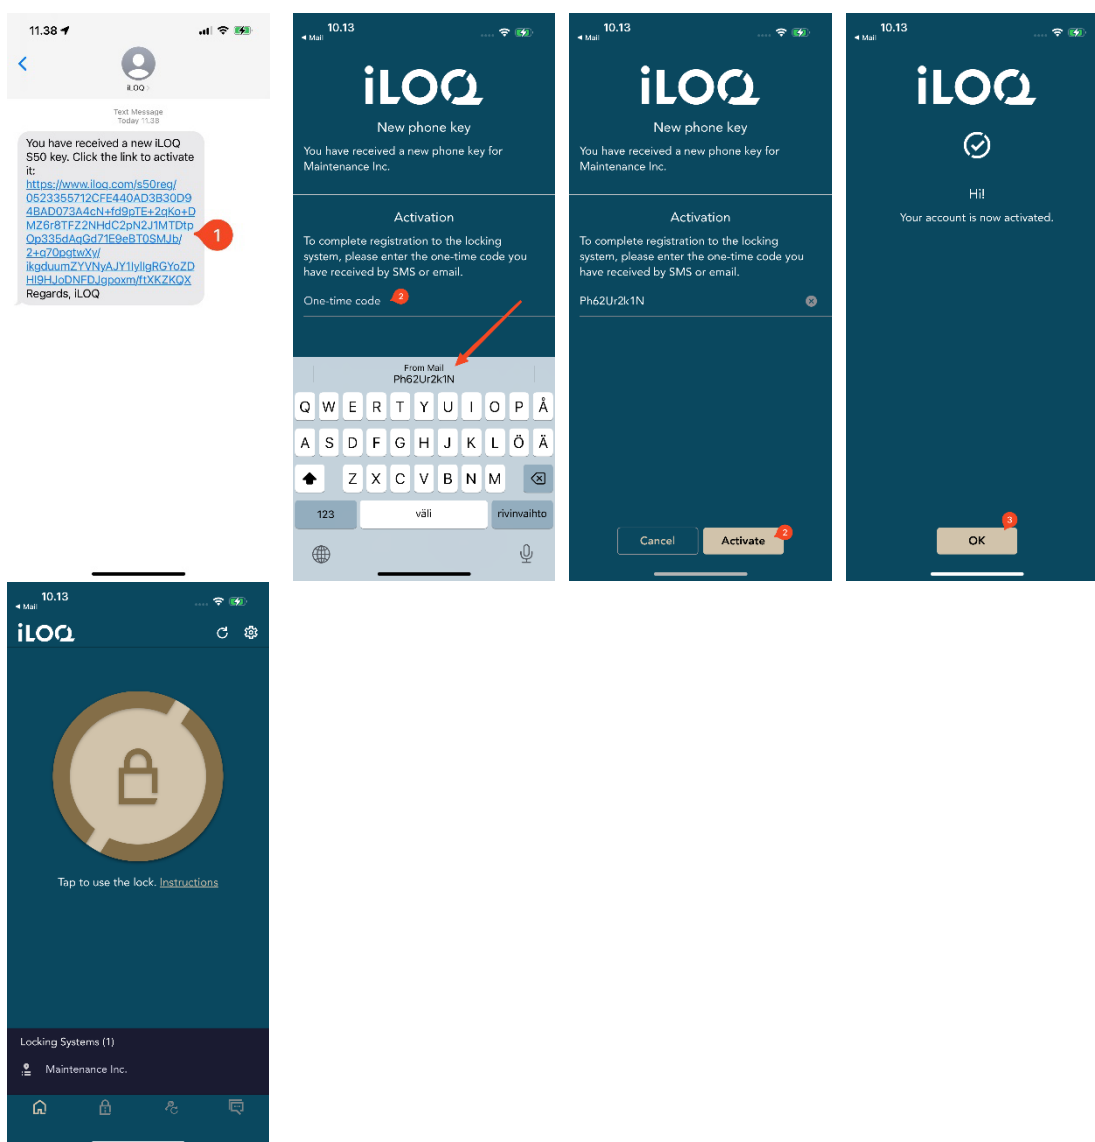 11.38
iLOQ
Text Message
Today 11.38
You have received a new iLOQ
S50 key. Click the link to activate
it:
https://www.iloq.com/s50reg/
0523355712CFE440AD3B30D9
4BAD073A4cN+fd9pTE+2qKo+D
MZ6r8TFZ2NHdC2pN2J1MTDtp
Op335dAgGd71E9eBT0SMJb/
2+q70pgtwXy/
ikgduumZYVNyAJY1IyllgRGYoZD
HI9HJoDNFDJgpoxm/ftXKZKQX
Regards, iLOQ
1
10.13
Mail
iLOQ
New phone key
You have received a new phone key for
Maintenance Inc.
Activation
To complete registration to the locking
system, please enter the one-time code you
have received by SMS or email.
One-time code
2
From Mail
Ph62Ur2k1N
Q W E R T Y U I O P Å
A S D F G H J K L Ö Ä
Z X C V B N M
123 väli rivinvaihto
10.13
Mail
iLOQ
New phone key
You have received a new phone key for
Maintenance Inc.
Activation
To complete registration to the locking
system, please enter the one-time code you
have received by SMS or email.
Ph62Ur2k1N
Cancel Activate 2
10.13
Mail
iLOQ
Hi!
Your account is now activated.
3
OK
10.13
Mail
iLOQ
Tap to use the lock. Instructions
Locking Systems (1)
Maintenance Inc.